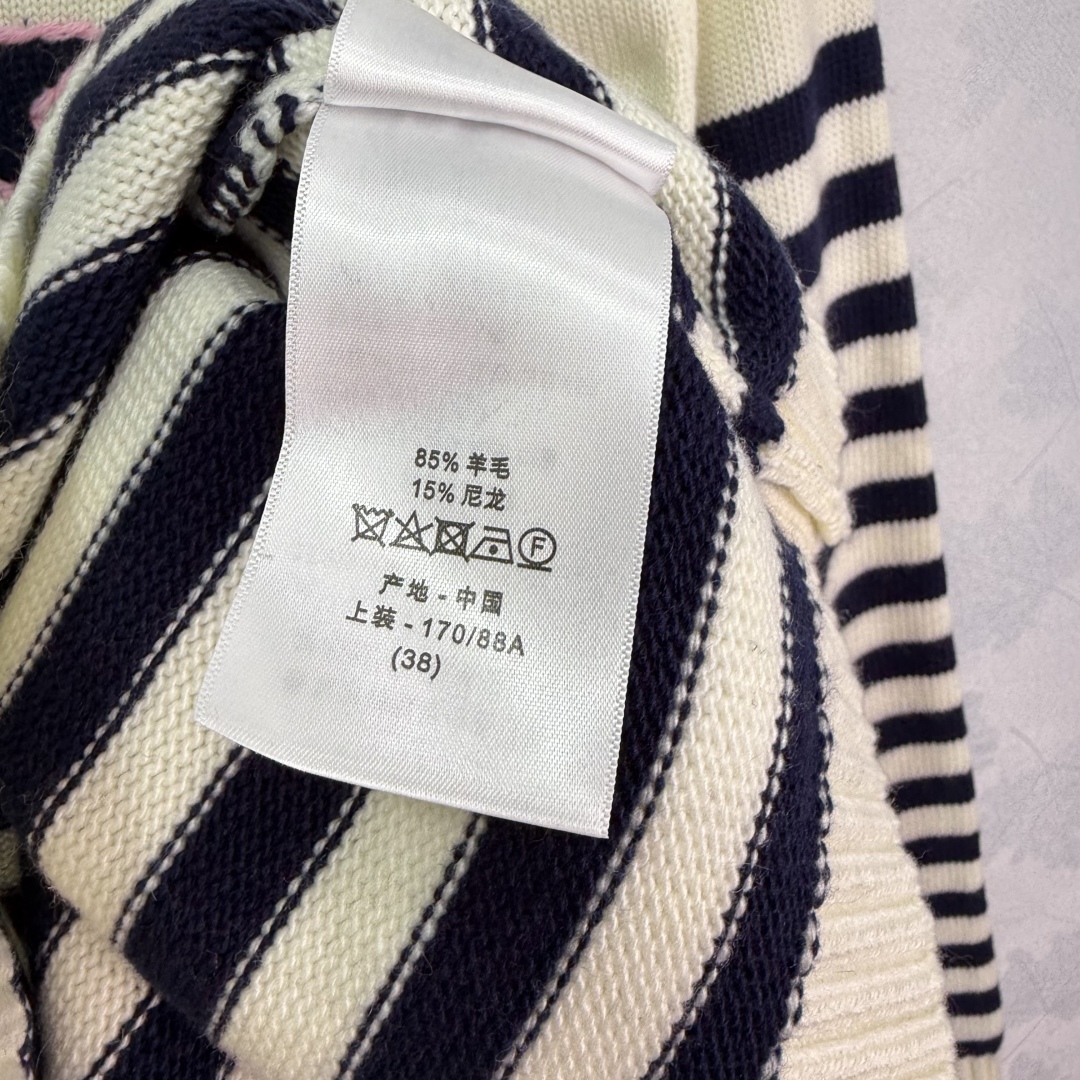 85% 羊毛
15% 尼龙
F
产地 - 中国
上装 - 170/88A
(38)